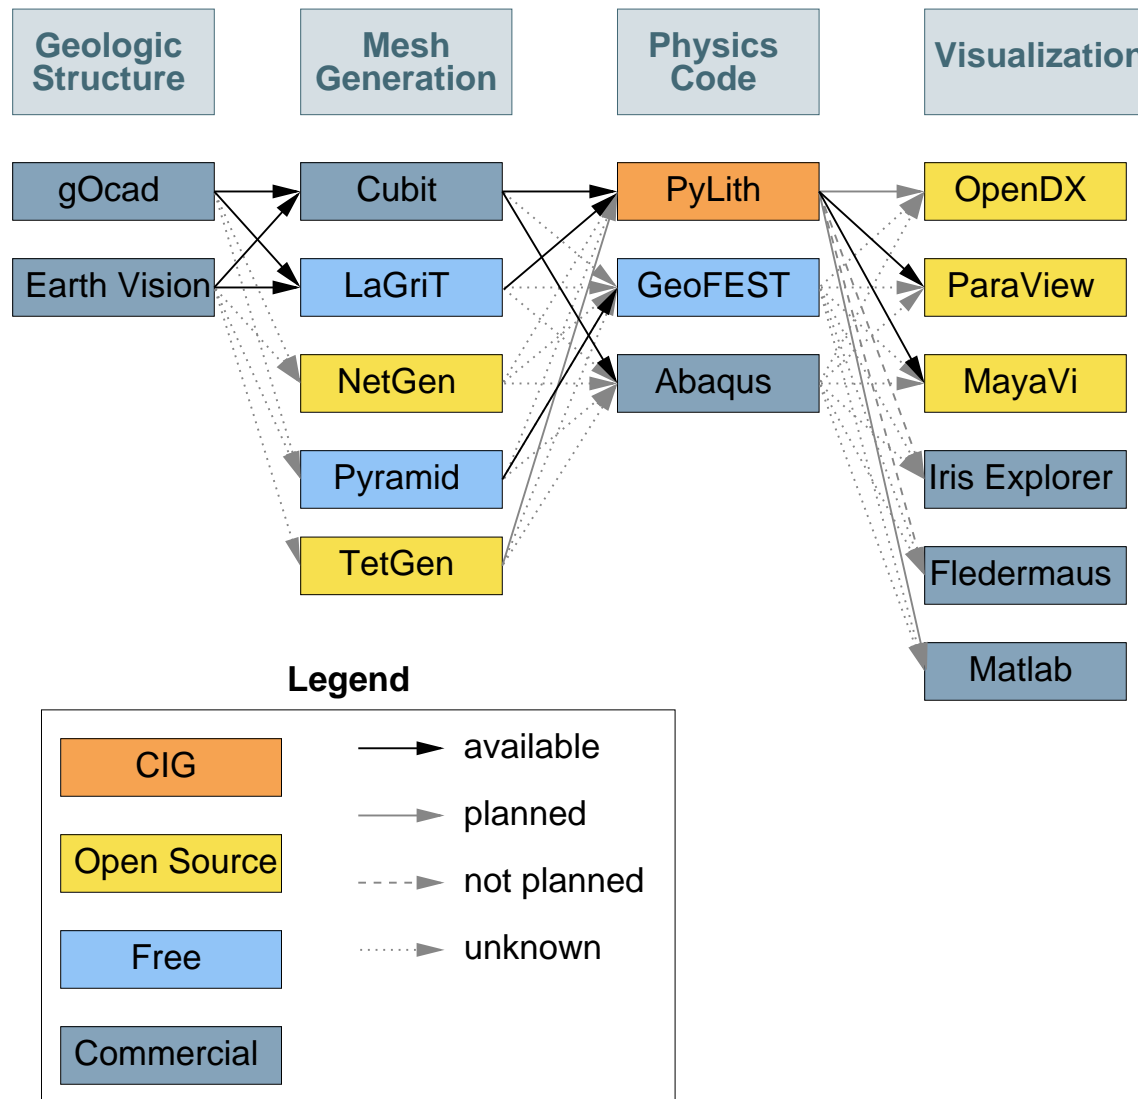 Geologic
Structure
Mesh
Generation
Physics
Code
Visualization
gOcad
Cubit
PyLith
OpenDX
Earth Vision
LaGriT
GeoFEST
ParaView
NetGen
Abaqus
MayaVi
Pyramid
Iris Explorer
TetGen
Fledermaus
Matlab
Legend
CIG
available
planned
Open Source
not planned
Free
unknown
Commercial